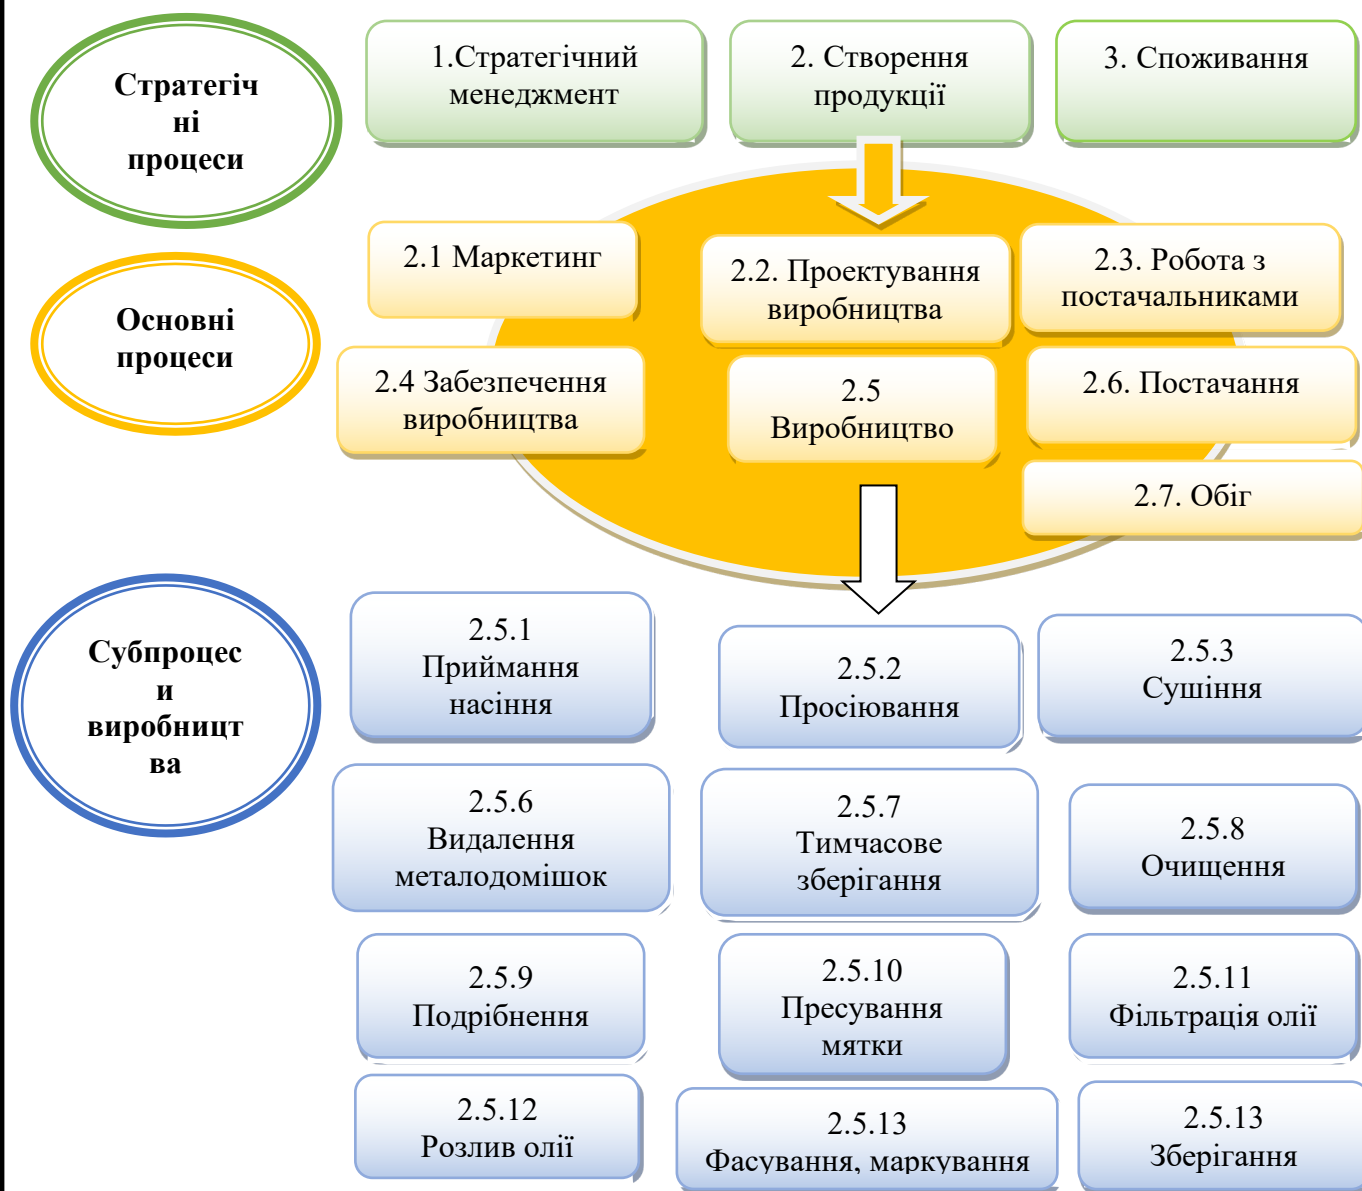 Стратегіч
ні
процеси
1.Стратегічний
менеджмент
2. Створення
продукції
3. Споживання
Основні
процеси
2.1 Маркетинг
2.2. Проектування
виробництва
2.3. Робота з
постачальниками
2.4 Забезпечення
виробництва
2.5
Виробництво
2.6. Постачання
2.7. Обіг
Субпроцес
и
виробницт
ва
2.5.1
Приймання
насіння
2.5.2
Просіювання
2.5.3
Сушіння
2.5.6
Видалення
металодомішок
2.5.7
Тимчасове
зберігання
2.5.8
Очищення
2.5.9
Подрібнення
2.5.10
Пресування
мятки
2.5.11
Фільтрація олії
2.5.12
Розлив олії
2.5.13
Фасування, маркування
2.5.13
Зберігання